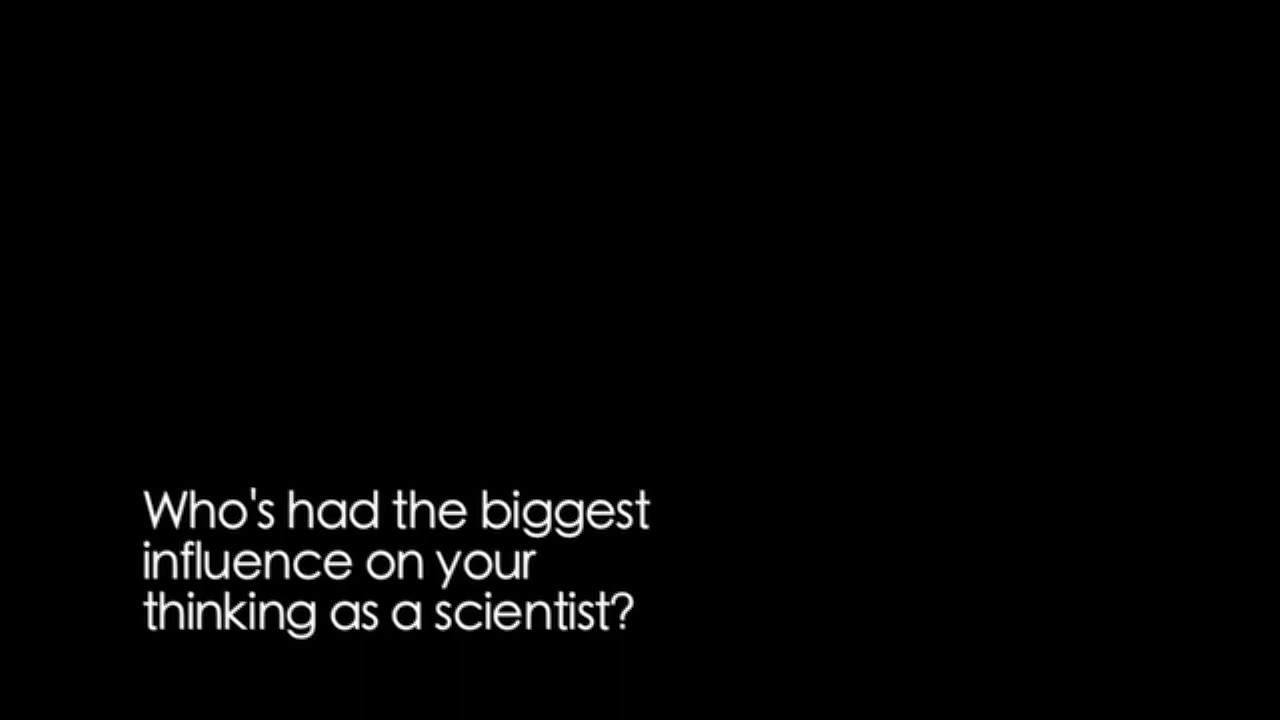 Who's had the biggest
influence on your
thinking as a scientist?